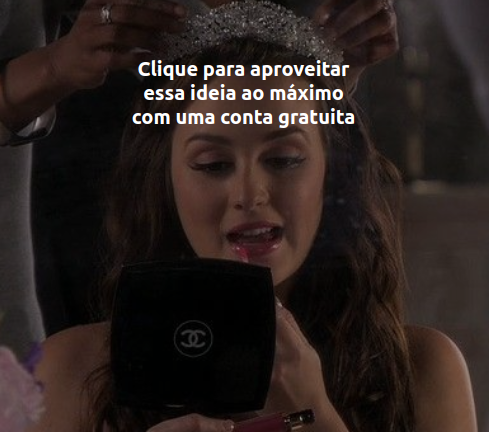 Clique para aproveitar
essa ideia ao máximo
com uma conta gratuita